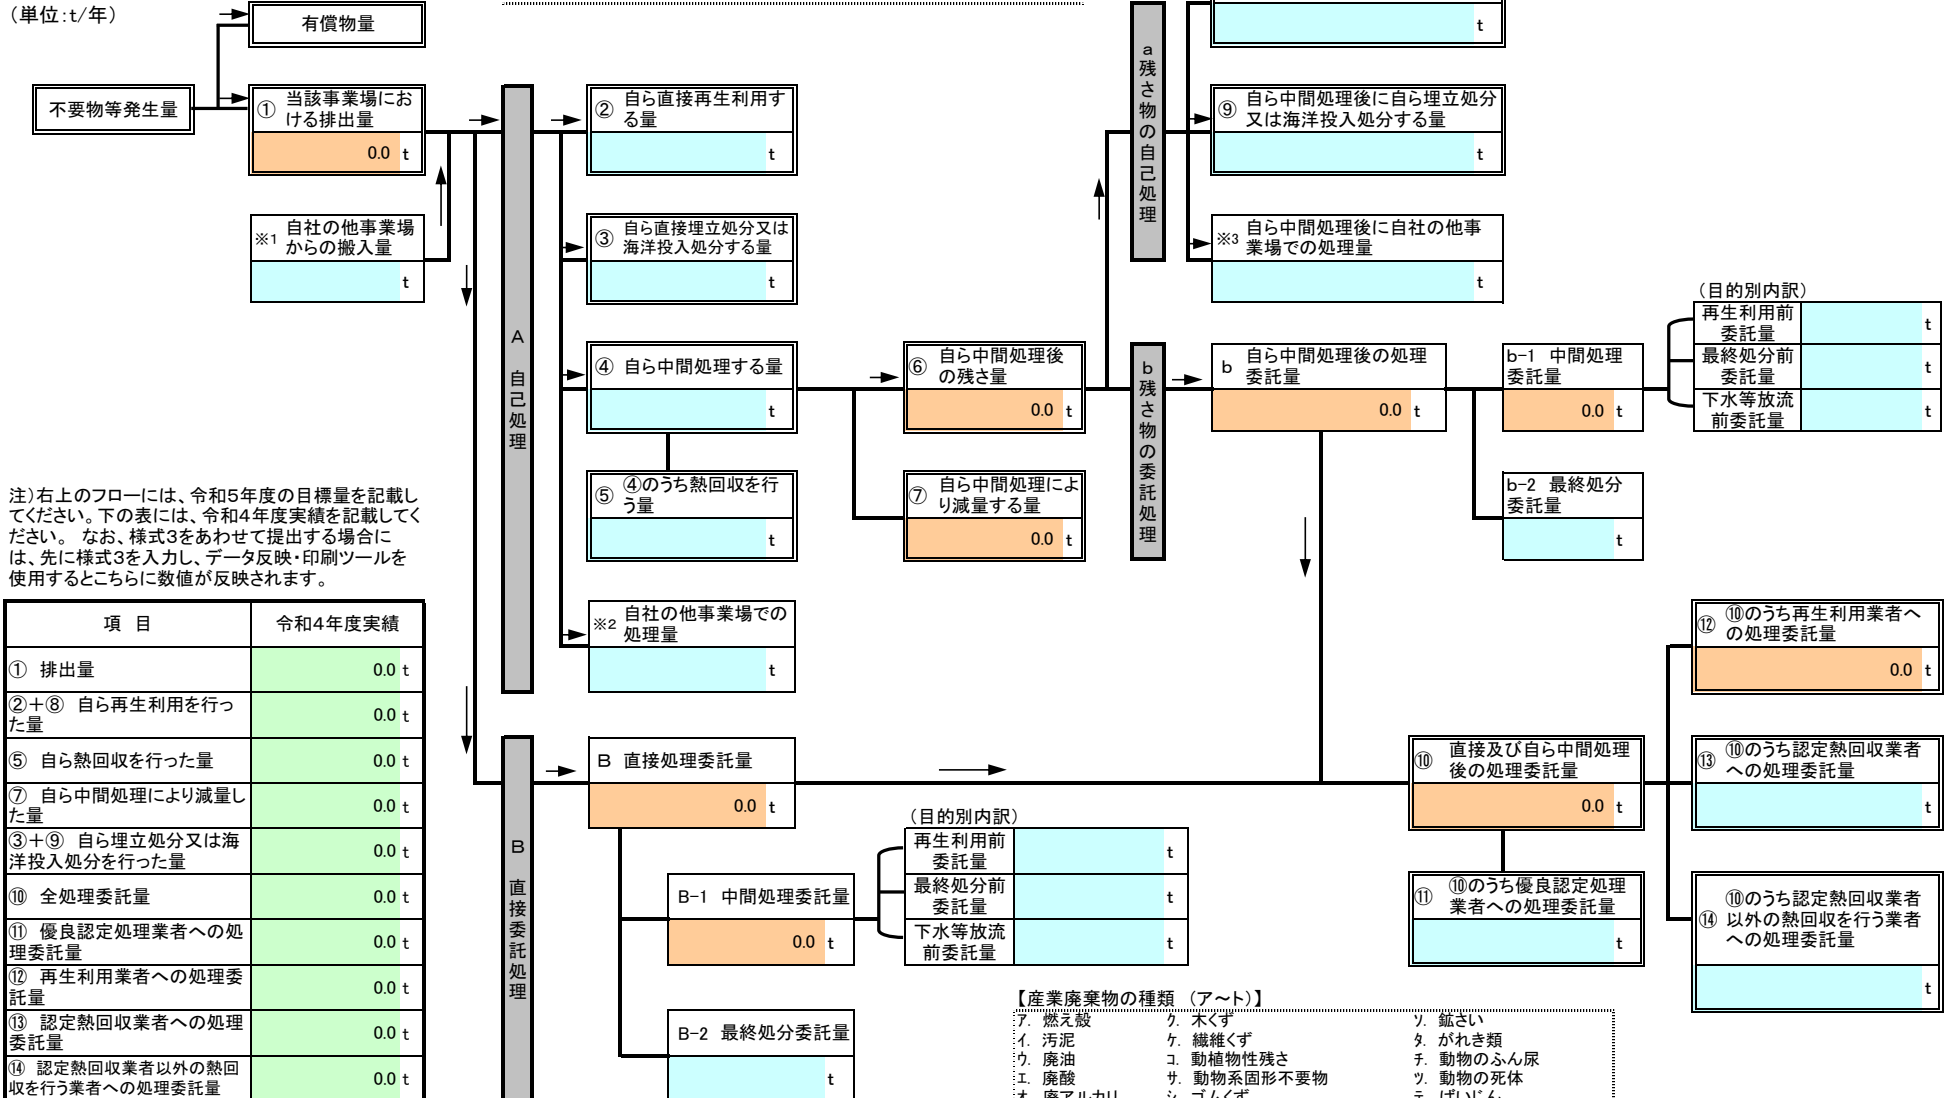 （単位:t/年）
有償物量
t
不要物等発生量
① 当該事業場にお
ける排出量
0.0 t
※1 自社の他事業場
からの搬入量
t
A 自己処理
② 自ら直接再生利用す
る量
t
③ 自ら直接埋立処分又は
海洋投入処分する量
t
④ 自ら中間処理する量
t
⑤ ④のうち熱回収を行
う量
t
※2 自社の他事業場での
処理量
t
⑥ 自ら中間処理後
の残さ量
0.0 t
⑦ 自ら中間処理によ
り減量する量
0.0 t
a 残さ物の自己処理
⑨ 自ら中間処理後に自ら埋立処分
又は海洋投入処分する量
t
※3 自ら中間処理後に自社の他事
業場での処理量
t
b 残さ物の委託処理
b 自ら中間処理後の処理
委託量
0.0 t
b-1 中間処理
委託量
0.0 t
（目的別内訳）
再生利用前
委託量
t
最終処分前
委託量
t
下水等放流
前委託量
t
b-2 最終処分
委託量
t
注）右上のフローには、令和５年度の目標量を記載し
てください。下の表には、令和４年度実績を記載してく
ださい。 なお、様式３をあわせて提出する場合に
は、先に様式３を入力し、データ反映・印刷ツールを
使用するとこちらに数値が反映されます。
項 目 令和４年度実績
① 排出量 0.0 t
②＋⑧ 自ら再生利用を行っ
た量 0.0 t
⑤ 自ら熱回収を行った量 0.0 t
⑦ 自ら中間処理により減量し
た量 0.0 t
③＋⑨ 自ら埋立処分又は海
洋投入処分を行った量 0.0 t
⑩ 全処理委託量 0.0 t
⑪ 優良認定処理業者への処
理委託量 0.0 t
⑫ 再生利用業者への処理委
託量 0.0 t
⑬ 認定熱回収業者への処理
委託量 0.0 t
⑭ 認定熱回収業者以外の熱回
収を行う業者への処理委託量 0.0 t
B 直接委託処理
B 直接処理委託量
0.0 t
B-1 中間処理委託量
0.0 t
（目的別内訳）
再生利用前
委託量
t
最終処分前
委託量
t
下水等放流
前委託量
t
B-2 最終処分委託量
t
⑩ 直接及び自ら中間処理
後の処理委託量
0.0 t
⑪ ⑩のうち優良認定処理
業者への処理委託量
t
⑫ ⑩のうち再生利用業者へ
の処理委託量
0.0 t
⑬ ⑩のうち認定熱回収業者
への処理委託量
t
⑭ ⑩のうち認定熱回収業者
以外の熱回収を行う業者
への処理委託量
t
【産業廃棄物の種類 （ア～ト）】
ア. 燃え殻 ク. 木くず ソ. 鉱さい
イ. 汚泥 ケ. 繊維くず タ. がれき類
ウ. 廃油 コ. 動植物性残さ チ. 動物のふん尿
エ. 廃酸 サ. 動物系固形不要物 ツ. 動物の死体
オ. 廃アルカリ シ. ゴムくず テ. ばいじん